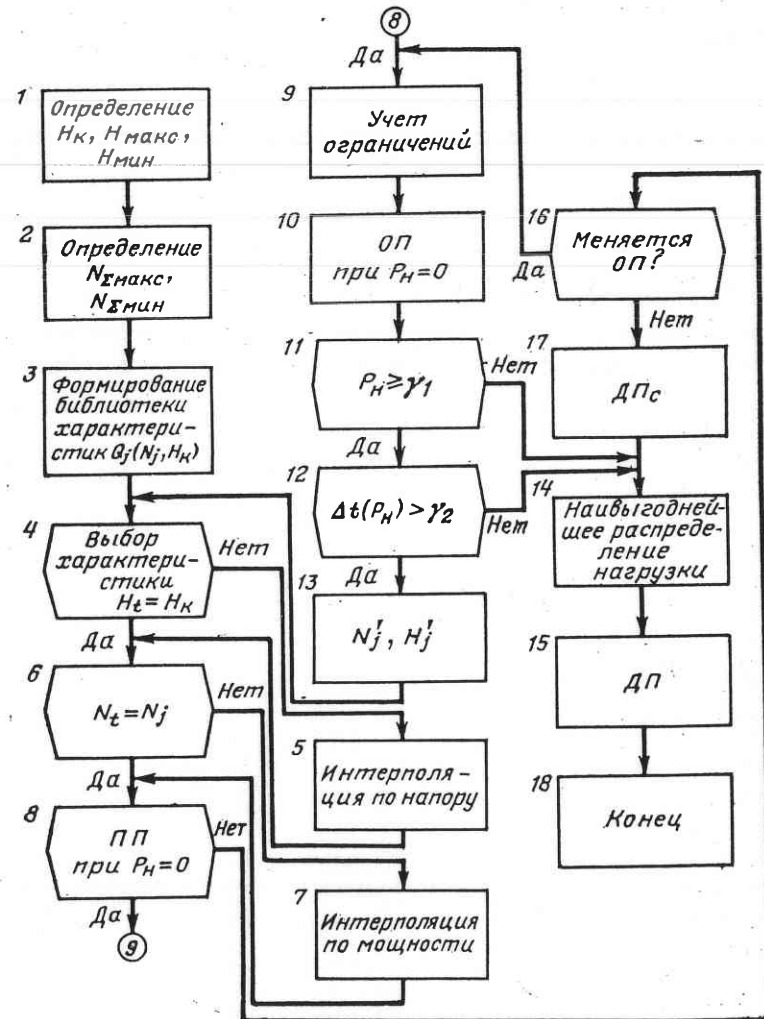 1
Определение
Hк, Hмакс,
Hмин
2
Определение
NΣмакс,
NΣмин
3
Формирование
библиотеки
характери-
стик Qj(Nj,Hк)
4
Выбор
характери-
стики
Ht=Hк
Нет
Да
6
Nt=Nj
Нет
Да
8
ПП
при Pн=0
Нет
Да
9
8
Да
9
Учет
ограничений
10
ОП
при Pн=0
11
Pн≥γ1
Нет
Да
12
Δt(Pн)>γ2
Нет
Да
13
N'j, H'j
5
Интерполя-
ция по напору
7
Интерполяция
по мощности
16
Меняется
ОП?
Да
Нет
17
ДПс
14
Наивыгодней-
шее распреде-
ление
нагрузки
15
ДП
18
Конец